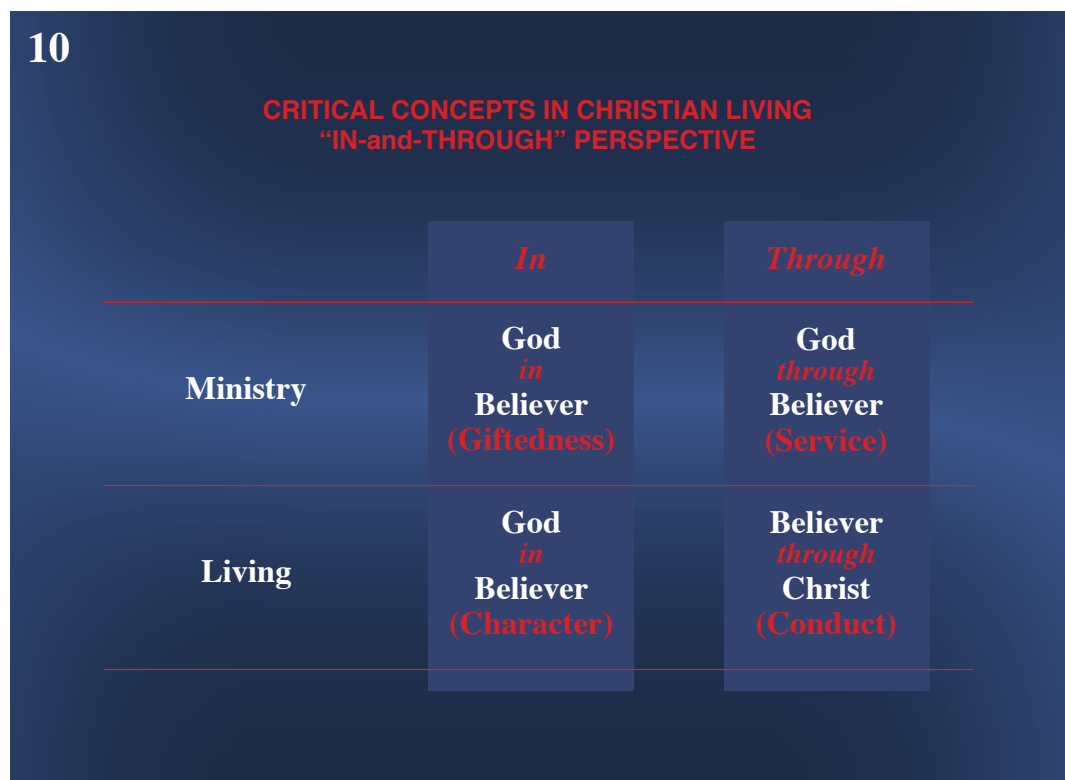 10
CRITICAL CONCEPTS IN CHRISTIAN LIVING
“IN-and-THROUGH” PERSPECTIVE
In Through
Ministry
God
in
Believer
(Giftedness)
God
through
Believer
(Service)
Living
God
in
Believer
(Character)
Believer
through
Christ
(Conduct)